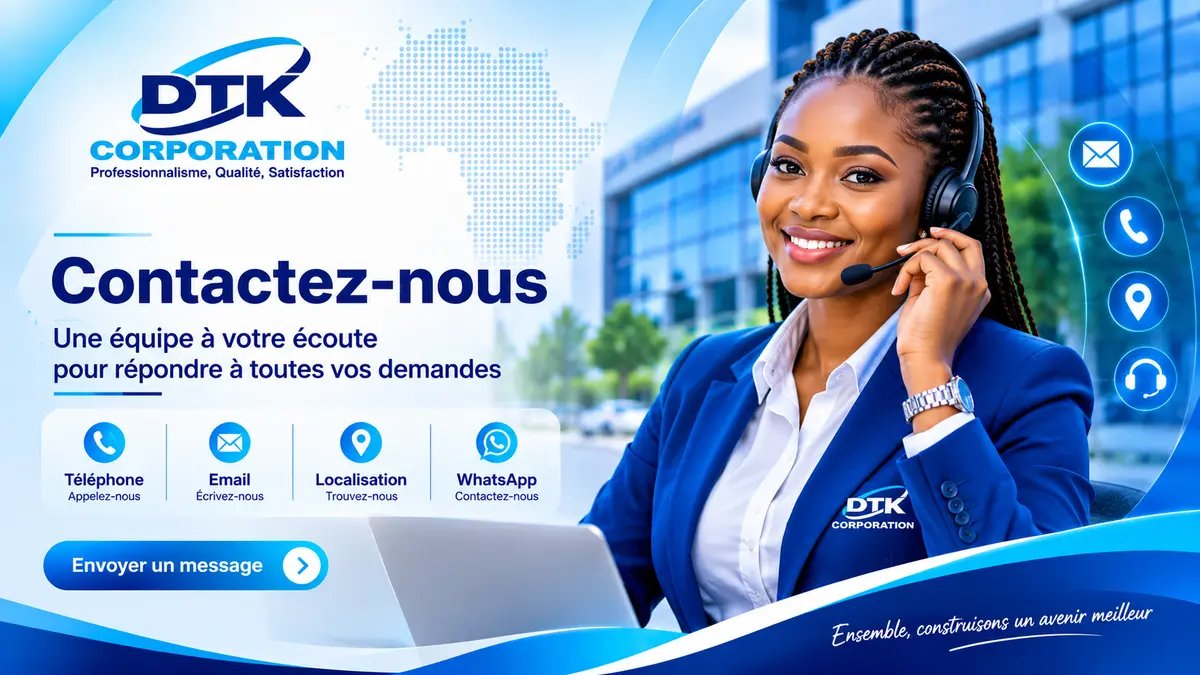 DTK
CORPORATION
Professionnalisme, Qualité, Satisfaction
Contactez-nous
Une équipe à votre écoute
pour répondre à toutes vos demandes
Téléphone
Appelez-nous
Email
Écrivez-nous
Localisation
Trouvez-nous
WhatsApp
Contactez-nous
Envoyer un message
DTK
CORPORATION
Ensemble, construisons un avenir meilleur